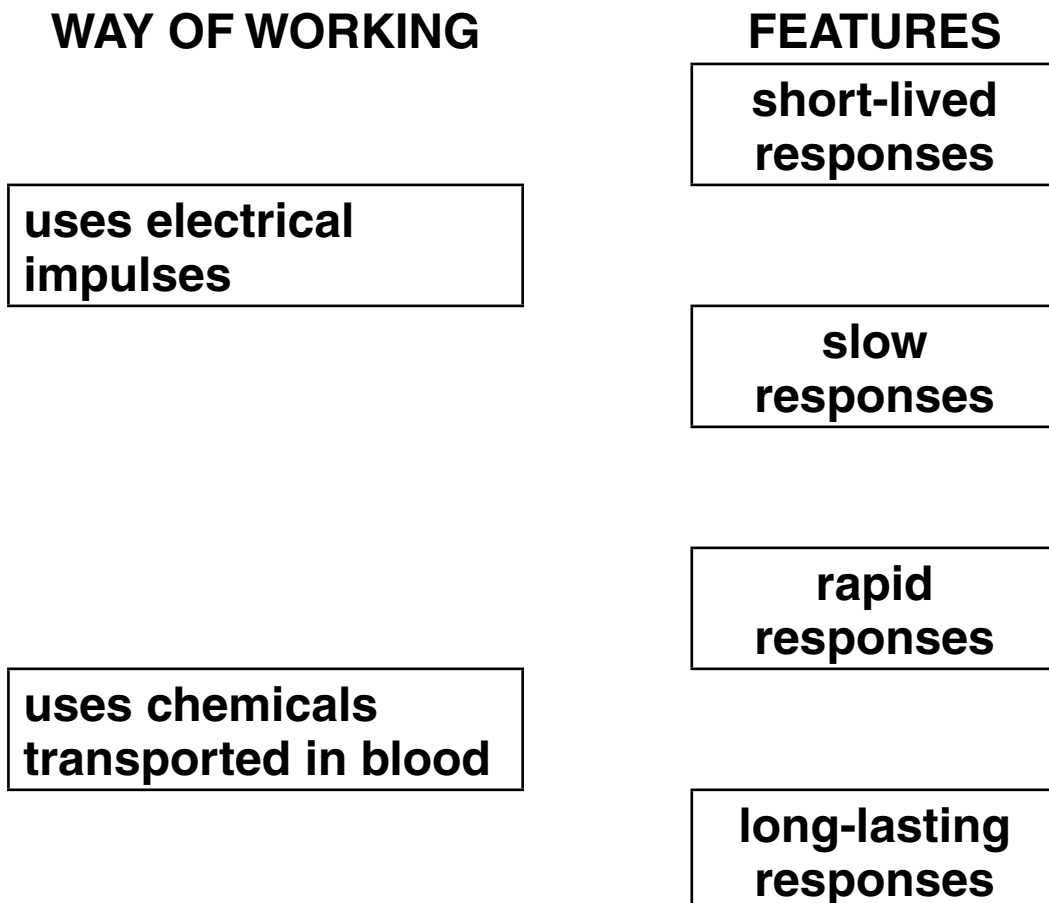 WAY OF WORKING
FEATURES
short-lived
responses
uses electrical
impulses
slow
responses
rapid
responses
uses chemicals
transported in blood
long-lasting
responses